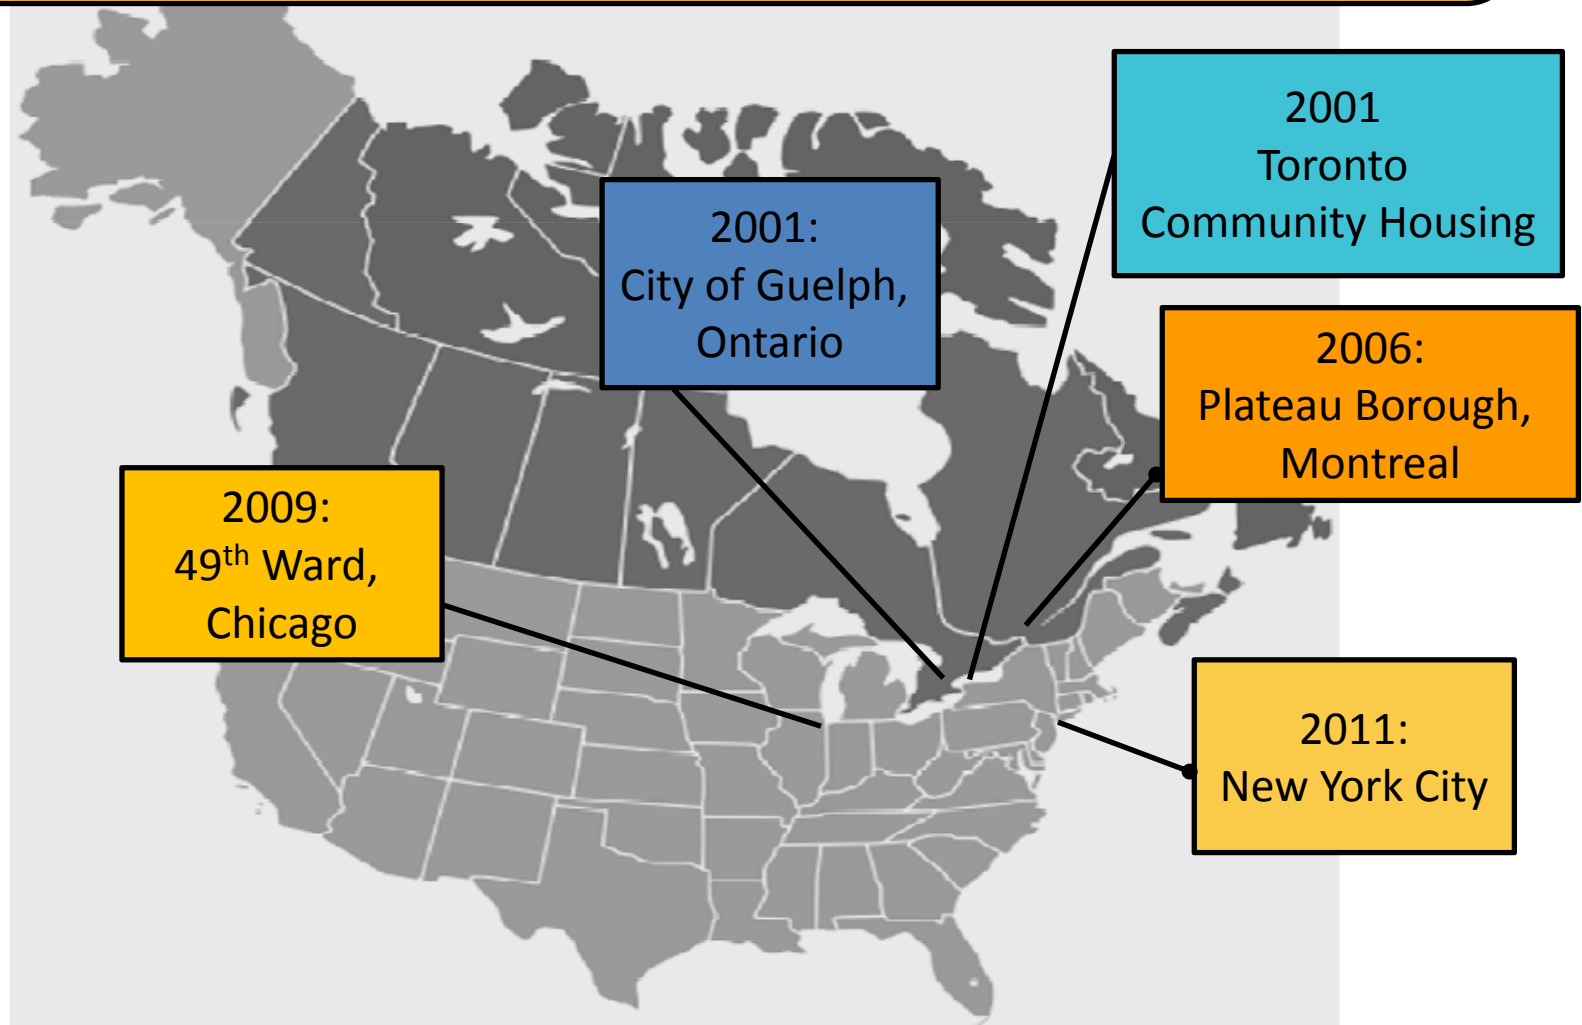 2001
Toronto
Community Housing
2001:
City of Guelph,
Ontario
2006:
Plateau Borough,
Montreal
2009:
49th Ward,
Chicago
2011:
New York City